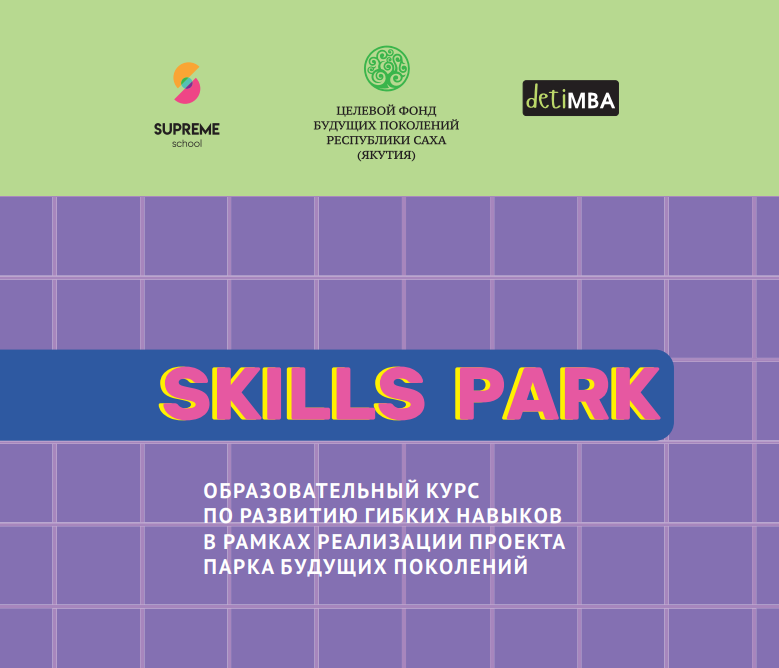 SUPREME
school
ЦЕЛЕВОЙ ФОНД
БУДУЩИХ ПОКОЛЕНИЙ
РЕСПУБЛИКИ САХА
(ЯКУТИЯ)
detiMBA
SKILLS PARK
ОБРАЗОВАТЕЛЬНЫЙ КУРС
ПО РАЗВИТИЮ ГИБКИХ НАВЫКОВ
В РАМКАХ РЕАЛИЗАЦИИ ПРОЕКТА
ПАРКА БУДУЩИХ ПОКОЛЕНИЙ